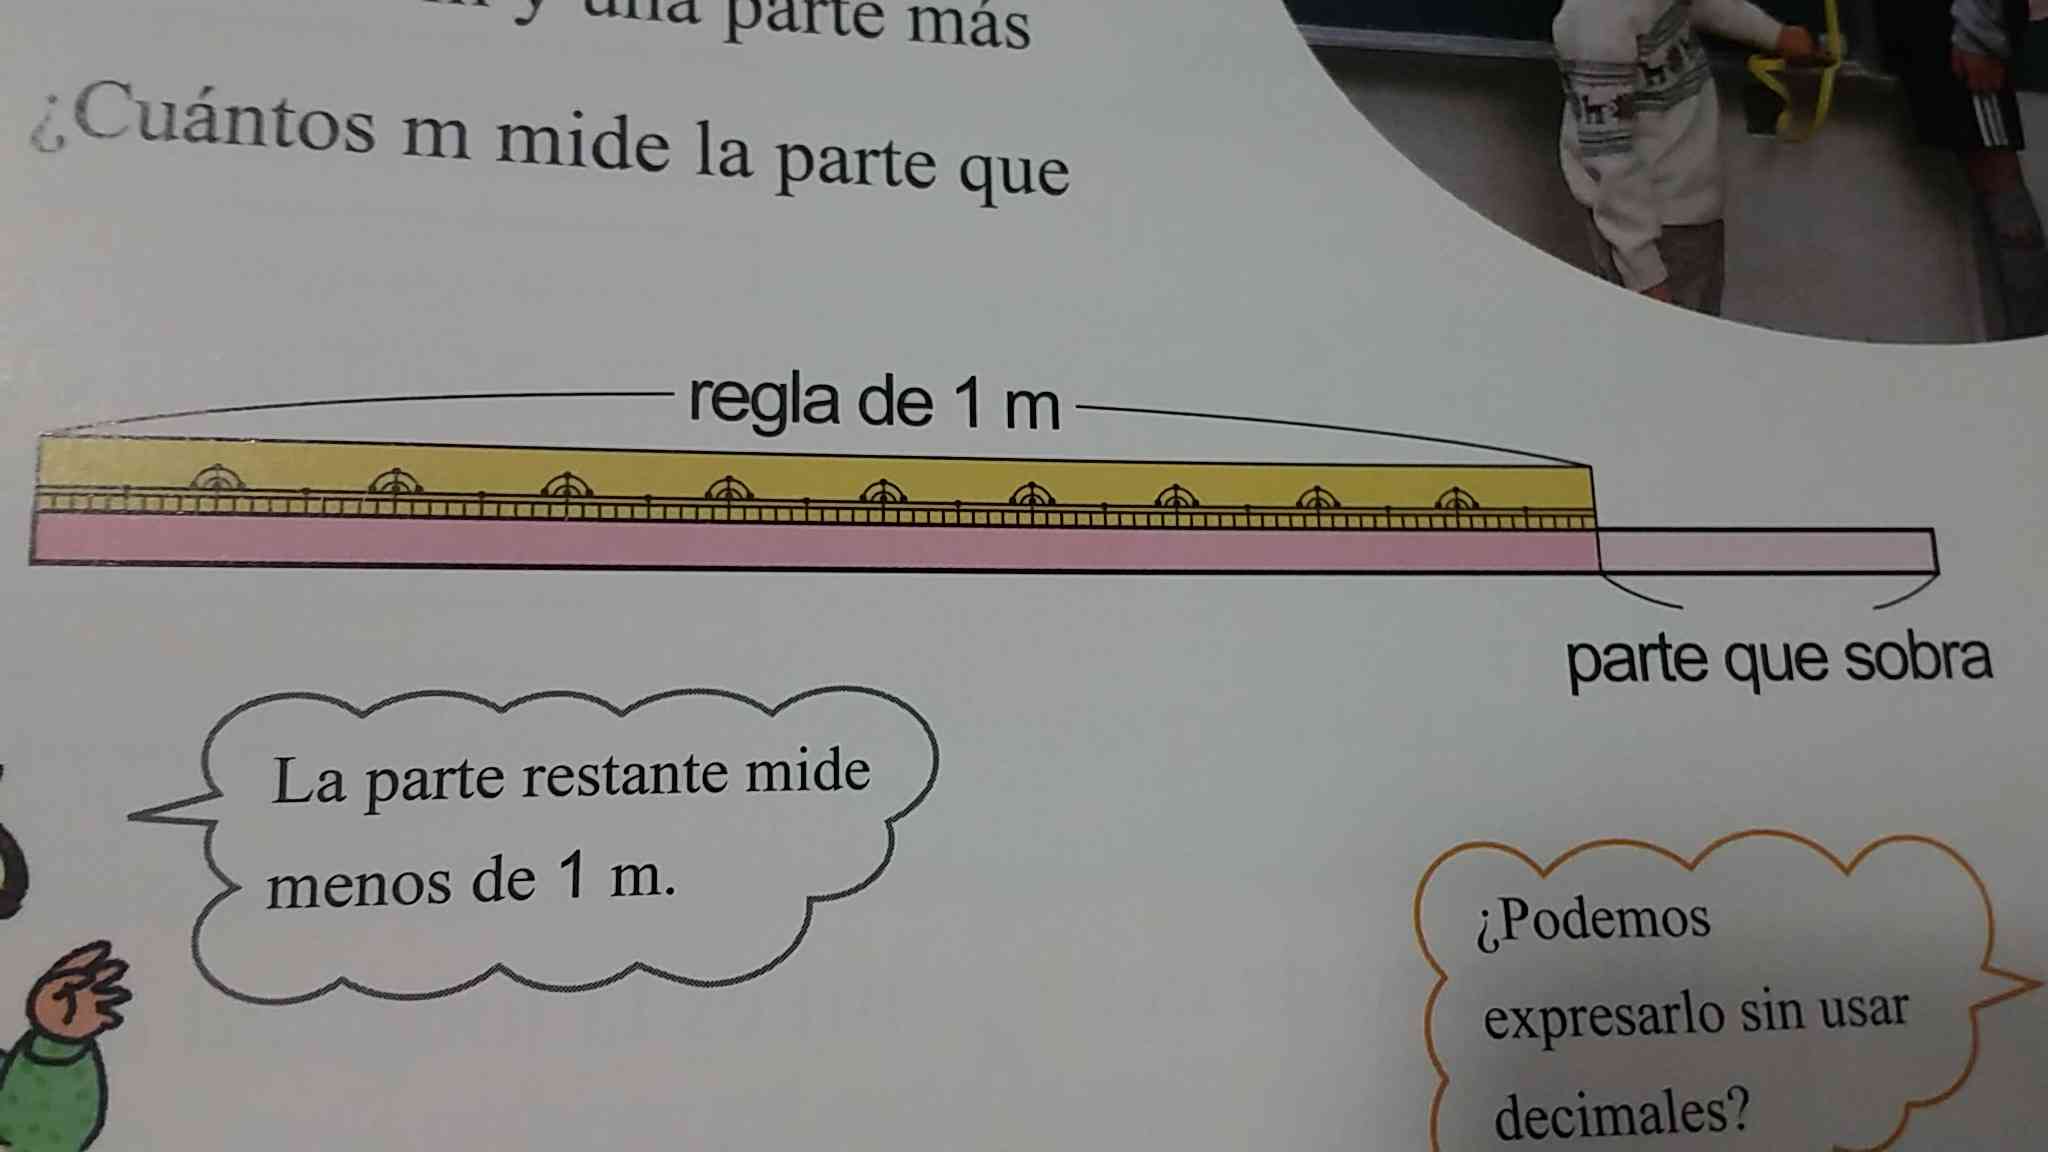 y una parte más
¿Cuántos m mide la parte que
regla de 1 m
parte que sobra
La parte restante mide
menos de 1 m.
¿Podemos
expresarlo sin usar
decimales?